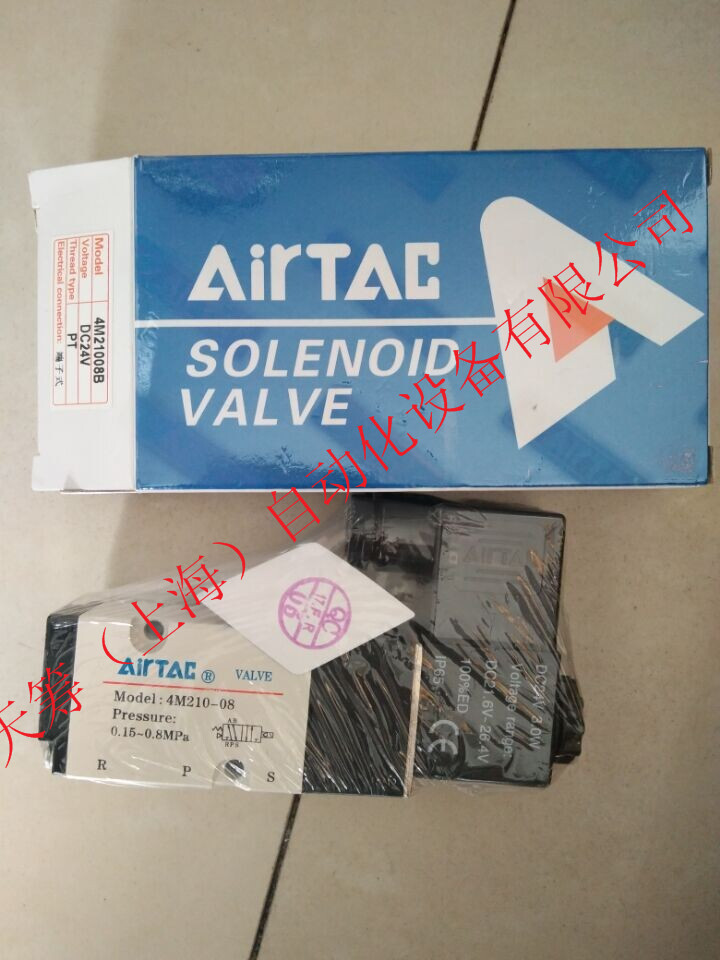 AirTAC
SOLENOID
VALVE
Model 4M21008B
Voltage DC24V
Thread type PT
Electrical connection: 端子式
（上海）自动化设备有限公司
QC
06
AirTAC ® VALVE
Model: 4M210-08
Pressure:
0.15~0.8MPa
A B
R P S
R P S
DC24V 3.0W
Voltage range
DC21.6V~26.4V
100%ED
IP65
CE